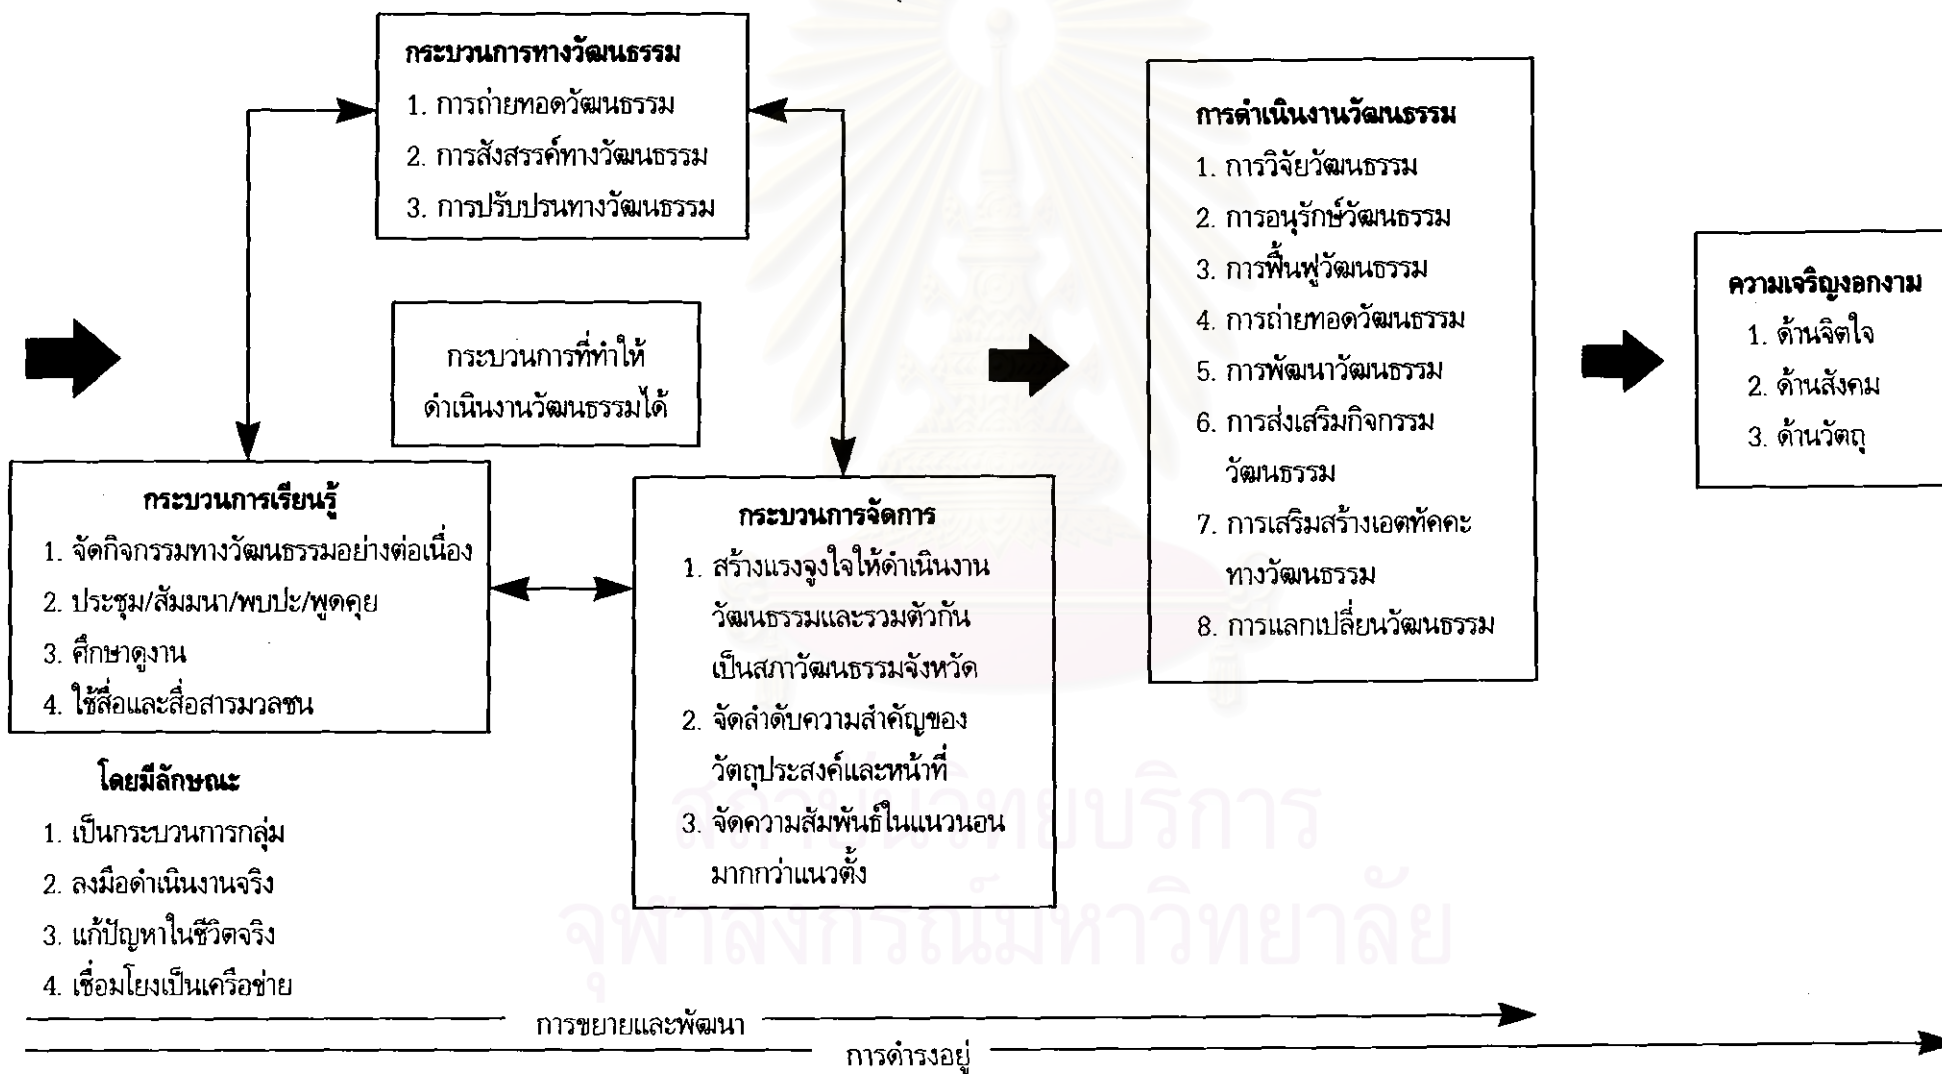 กระบวนการทางวัฒนธรรม
1. การถ่ายทอดวัฒนธรรม
2. การสังสรรค์ทางวัฒนธรรม
3. การปรับปรนทางวัฒนธรรม
กระบวนการที่ทำให้
ดำเนินงานวัฒนธรรมได้
กระบวนการเรียนรู้
1. จัดกิจกรรมทางวัฒนธรรมอย่างต่อเนื่อง
2. ประชุม/สัมมนา/พบปะ/พูดคุย
3. ศึกษาดูงาน
4. ใช้สื่อและสื่อสารมวลชน
โดยมีลักษณะ
1. เป็นกระบวนการกลุ่ม
2. ลงมือดำเนินงานจริง
3. แก้ปัญหาในชีวิตจริง
4. เชื่อมโยงเป็นเครือข่าย
กระบวนการจัดการ
1. สร้างแรงจูงใจให้ดำเนินงาน
วัฒนธรรมและรวมตัวกัน
เป็นสภาวัฒนธรรมจังหวัด
2. จัดลำดับความสำคัญของ
วัตถุประสงค์และหน้าที่
3. จัดความสัมพันธ์ในแนวนอน
มากกว่าแนวตั้ง
การดำเนินงานวัฒนธรรม
1. การวิจัยวัฒนธรรม
2. การอนุรักษ์วัฒนธรรม
3. การฟื้นฟูวัฒนธรรม
4. การถ่ายทอดวัฒนธรรม
5. การพัฒนาวัฒนธรรม
6. การส่งเสริมกิจกรรม
วัฒนธรรม
7. การเสริมสร้างเอตทัคคะ
ทางวัฒนธรรม
8. การแลกเปลี่ยนวัฒนธรรม
ความเจริญงอกงาม
1. ด้านจิตใจ
2. ด้านสังคม
3. ด้านวัตถุ
สถาบันวิทยบริการ
จุฬาลงกรณ์มหาวิทยาลัย
การขยายและพัฒนา
การดำรงอยู่